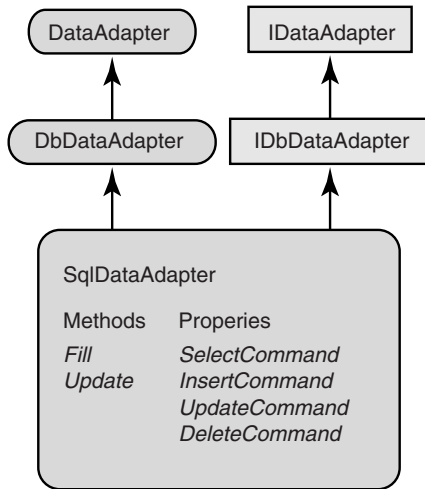 DataAdapter IDataAdapter
DbDataAdapter IDbDataAdapter
SqlDataAdapter
Methods Properies
Fill SelectCommand
Update InsertCommand
UpdateCommand
DeleteCommand